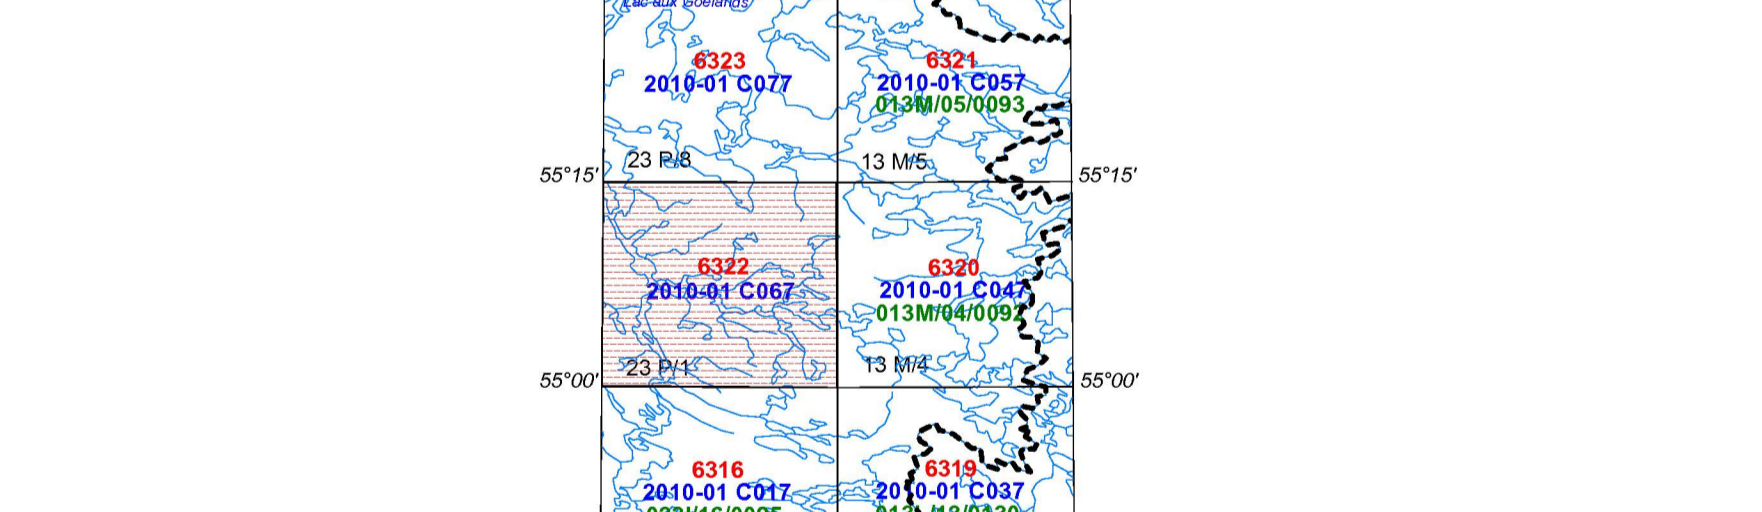 Lac aux Goélands
6323
2010-01 C077
23 P/8
6321
2010-01 C057
013M/05/0093
13 M/5
55°15'
55°15'
6322
2010-01 C067
23 P/1
6320
2010-01 C047
013M/04/0092
13 M/4
55°00'
55°00'
6316
2010-01 C017
6319
2010-01 C037